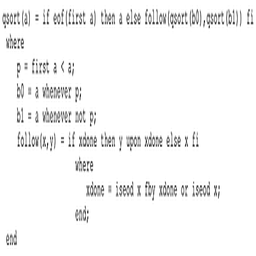 qsort(a) = if eof(first a) then a else follow(qsort(b0),qsort(b1)) fi
where
p = first a < a;
b0 = a whenever p;
b1 = a whenever not p;
follow(x,y) = if xdone then y upon xdone else x fi
where
xdone = iseod x fby xdone or iseod x;
end;
end